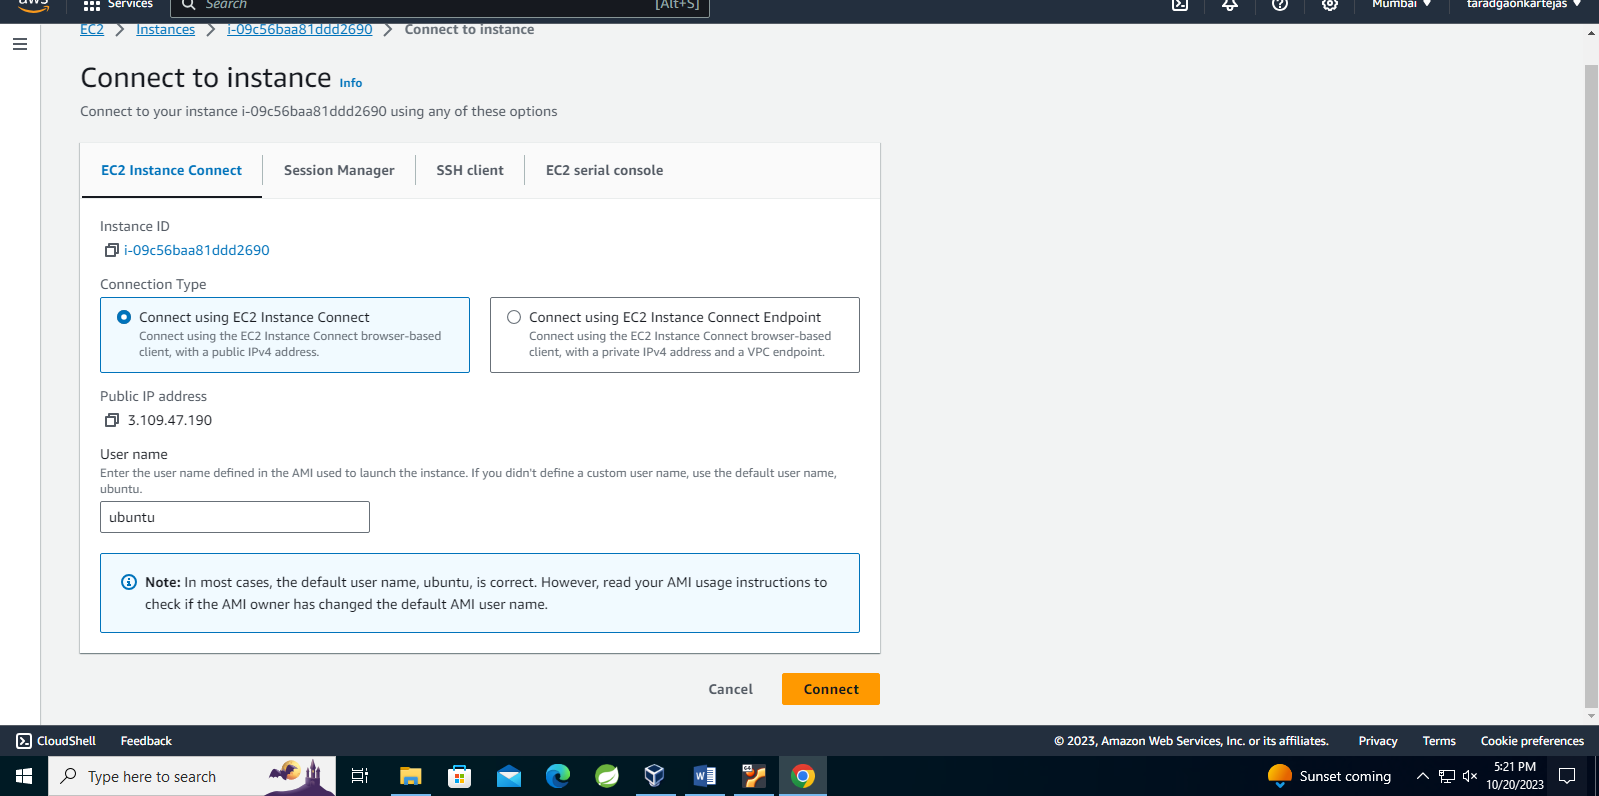 aws
Services
Search
[Alt+S]
Mumbai
taradgaonkartejas
EC2
Instances
i-09c56baa81ddd2690
Connect to instance
Connect to instance Info
Connect to your instance i-09c56baa81ddd2690 using any of these options
EC2 Instance Connect
Session Manager
SSH client
EC2 serial console
Instance ID
i-09c56baa81ddd2690
Connection Type
Connect using EC2 Instance Connect
Connect using the EC2 Instance Connect browser-based
client, with a public IPv4 address.
Connect using EC2 Instance Connect Endpoint
Connect using the EC2 Instance Connect browser-based
client, with a private IPv4 address and a VPC endpoint.
Public IP address
3.109.47.190
User name
Enter the user name defined in the AMI used to launch the instance. If you didn't define a custom user name, use the default user name,
ubuntu.
ubuntu
Note: In most cases, the default user name, ubuntu, is correct. However, read your AMI usage instructions to
check if the AMI owner has changed the default AMI user name.
Cancel
Connect
CloudShell
Feedback
© 2023, Amazon Web Services, Inc. or its affiliates.
Privacy
Terms
Cookie preferences
Type here to search
Sunset coming
5:21 PM
10/20/2023